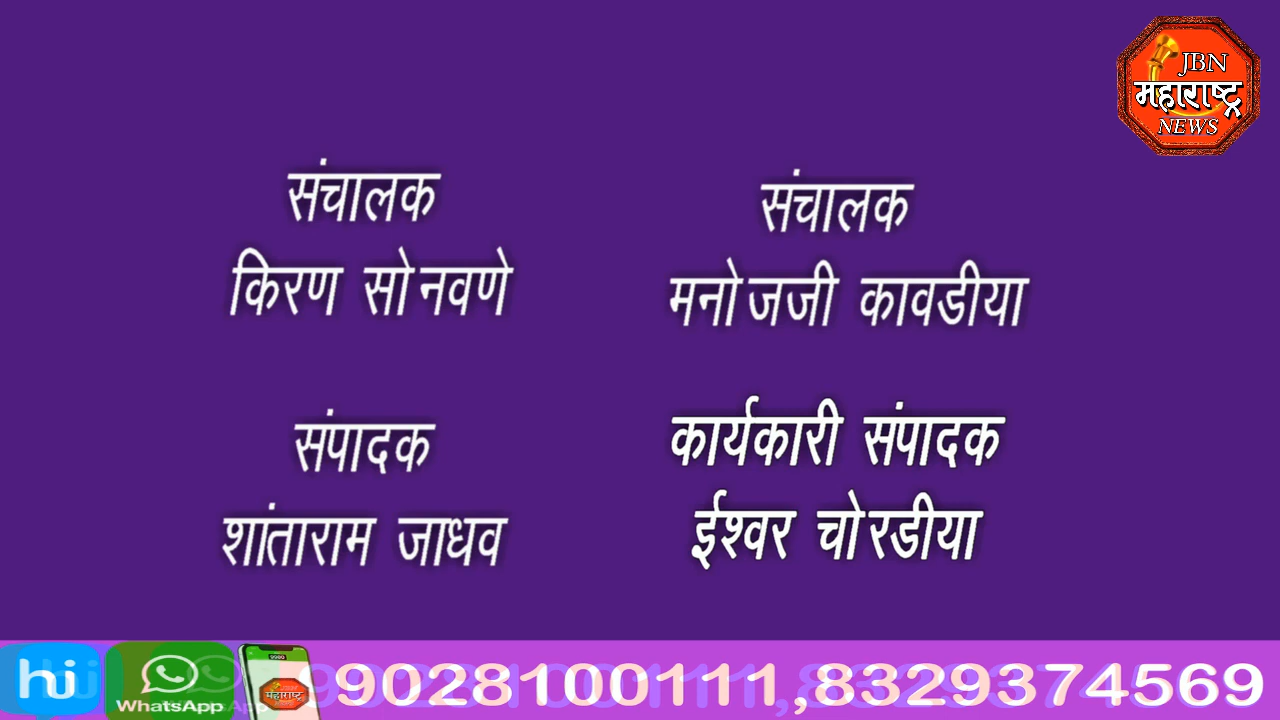 JBN
महाराष्ट्र
NEWS
संचालक
किरण सोनवणे
संचालक
मनोजजी कावडीया
संपादक
शांताराम जाधव
कार्यकारी संपादक
ईश्वर चोरडीया
hi
WhatsApp
महाराष्ट्र
9028100111,8329374569